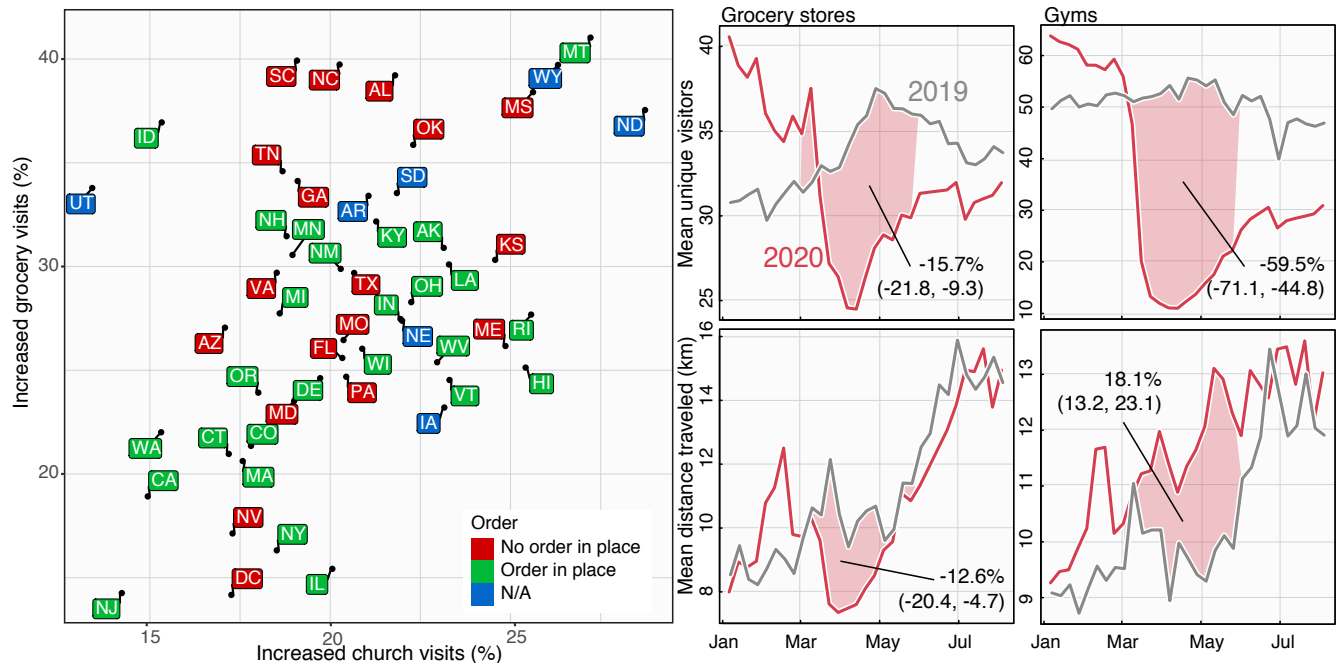 Increased grocery visits (%)
40
30
20
15
20
25
Increased church visits (%)
MT
SC
NC
WY
AL
MS
ND
ID
OK
TN
SD
UT
GA
AR
NH
MN
AK
KY
KS
NM
VA
TX
LA
MI
OH
IN
MO
ME
RI
NE
AZ
FL
WV
WI
OR
DE
HI
PA
VT
MD
IA
CT
CO
WA
MA
CA
NV
NY
DC
IL
NJ
Order
No order in place
Order in place
N/A
Grocery stores
Mean unique visitors
40
35
30
25
2019
2020
-15.7%
(-21.8, -9.3)
Gyms
60
50
40
30
20
10
-59.5%
(-71.1, -44.8)
Mean distance traveled (km)
16
14
12
10
8
-12.6%
(-20.4, -4.7)
Jan
Mar
May
Jul
13
12
11
10
9
18.1%
(13.2, 23.1)
Jan
Mar
May
Jul